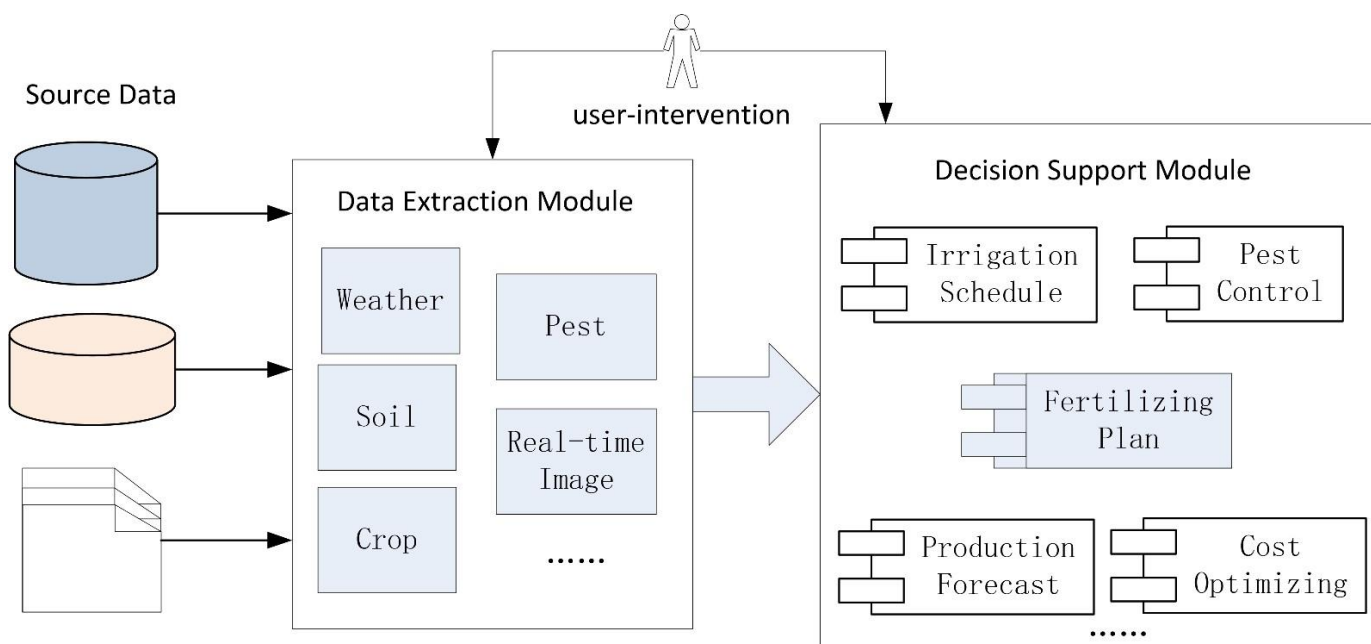 user-intervention
Source Data
Data Extraction Module
Weather
Soil
Crop
Pest
Real-time
Image
......
Decision Support Module
Irrigation
Schedule
Pest
Control
Fertilizing
Plan
Production
Forecast
Cost
Optimizing
......